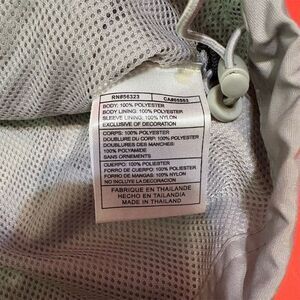 RN#56323 CA#05553
BODY: 100% POLYESTER
BODY LINING: 100% POLYESTER
SLEEVE LINING: 100% NYLON
EXCLUSIVE OF DECORATION
CORPS: 100% POLYESTER
DOUBLURE DU CORP: 100% POLYESTER
DOUBLURES DES MANCHES:
100% POLYAMIDE
SANS ORNEMENTS
CUERPO: 100% POLIESTER
FORRO DE CUERPO: 100% POLIESTER
FORRO DE MANGAS: 100% NYLON
NO INCLUYE LA DECORACION
FABRIQUE EN THAILANDE
HECHO EN TAILANDIA
MADE IN THAILAND